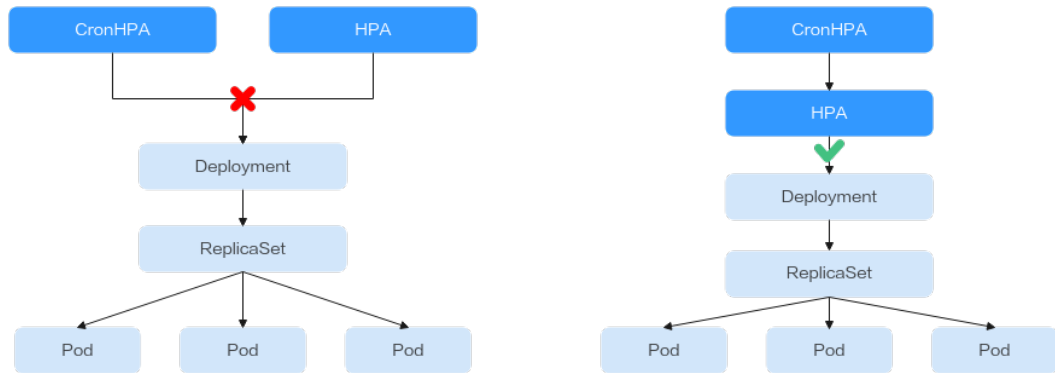 CronHPA
HPA
Deployment
ReplicaSet
Pod
Pod
Pod
CronHPA
HPA
Deployment
ReplicaSet
Pod
Pod
Pod